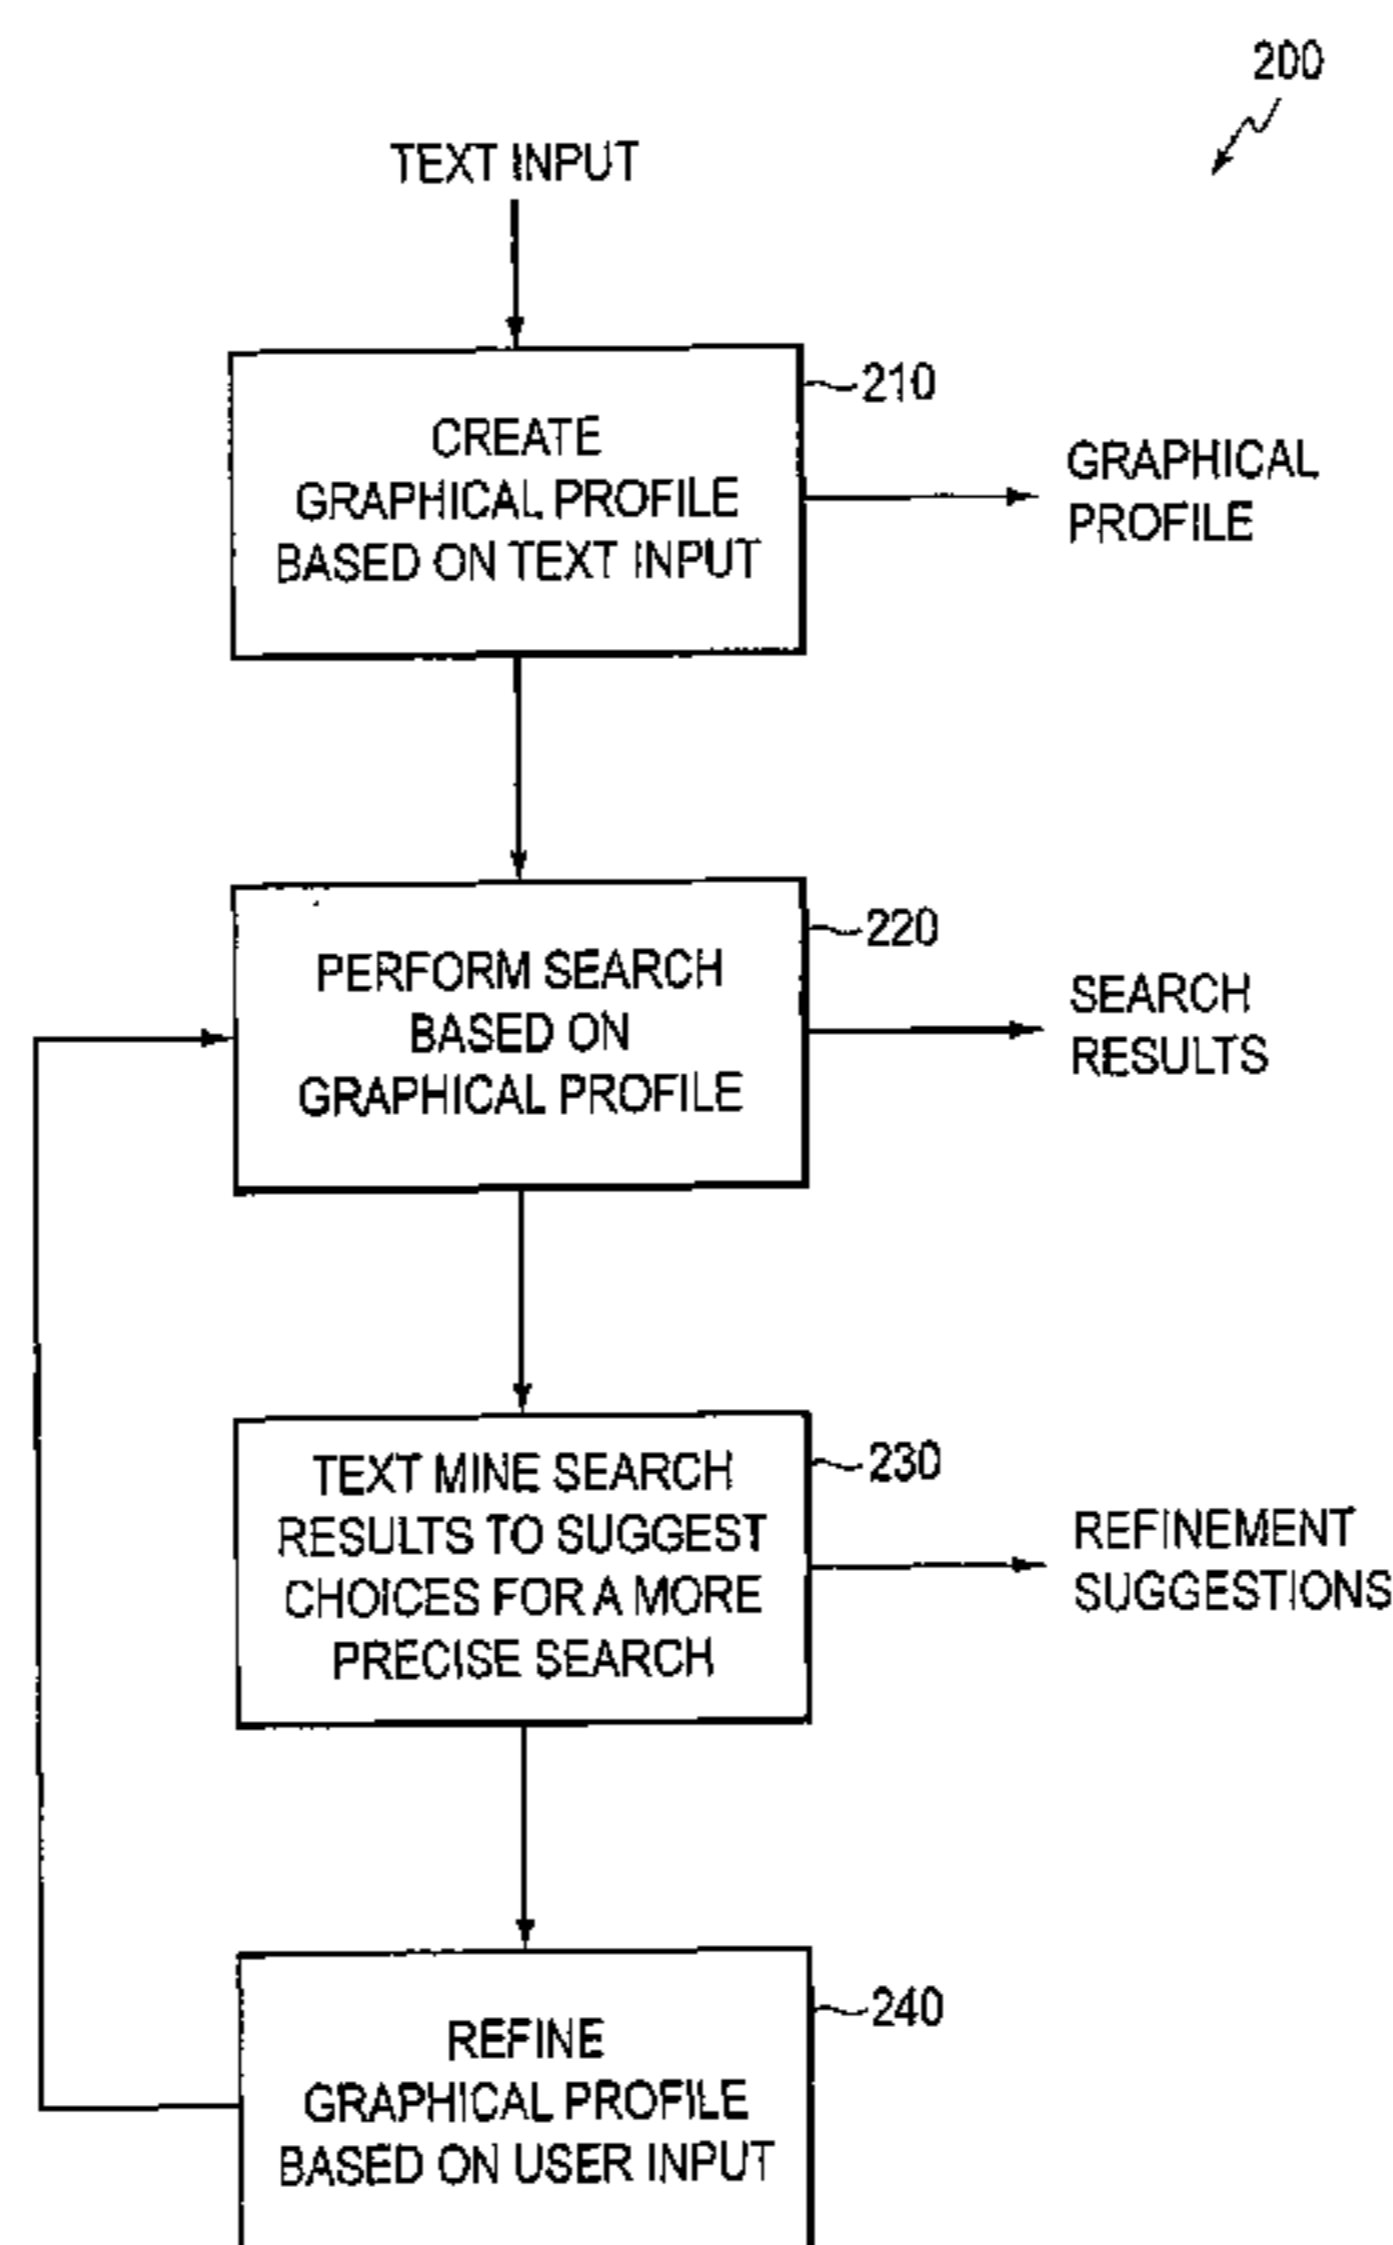 200
TEXT INPUT
210
CREATE
GRAPHICAL PROFILE
BASED ON TEXT INPUT
GRAPHICAL
PROFILE
220
PERFORM SEARCH
BASED ON
GRAPHICAL PROFILE
SEARCH
RESULTS
230
TEXT MINE SEARCH
RESULTS TO SUGGEST
CHOICES FOR A MORE
PRECISE SEARCH
REFINEMENT
SUGGESTIONS
240
REFINE
GRAPHICAL PROFILE
BASED ON USER INPUT